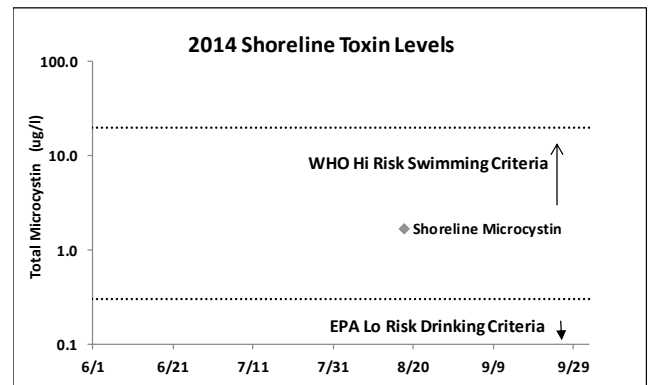 2014 Shoreline Toxin Levels
Total Microcystin (ug/l)
100.0
10.0
1.0
0.1
WHO Hi Risk Swimming Criteria
Shoreline Microcystin
EPA Lo Risk Drinking Criteria
6/1 6/21 7/11 7/31 8/20 9/9 9/29